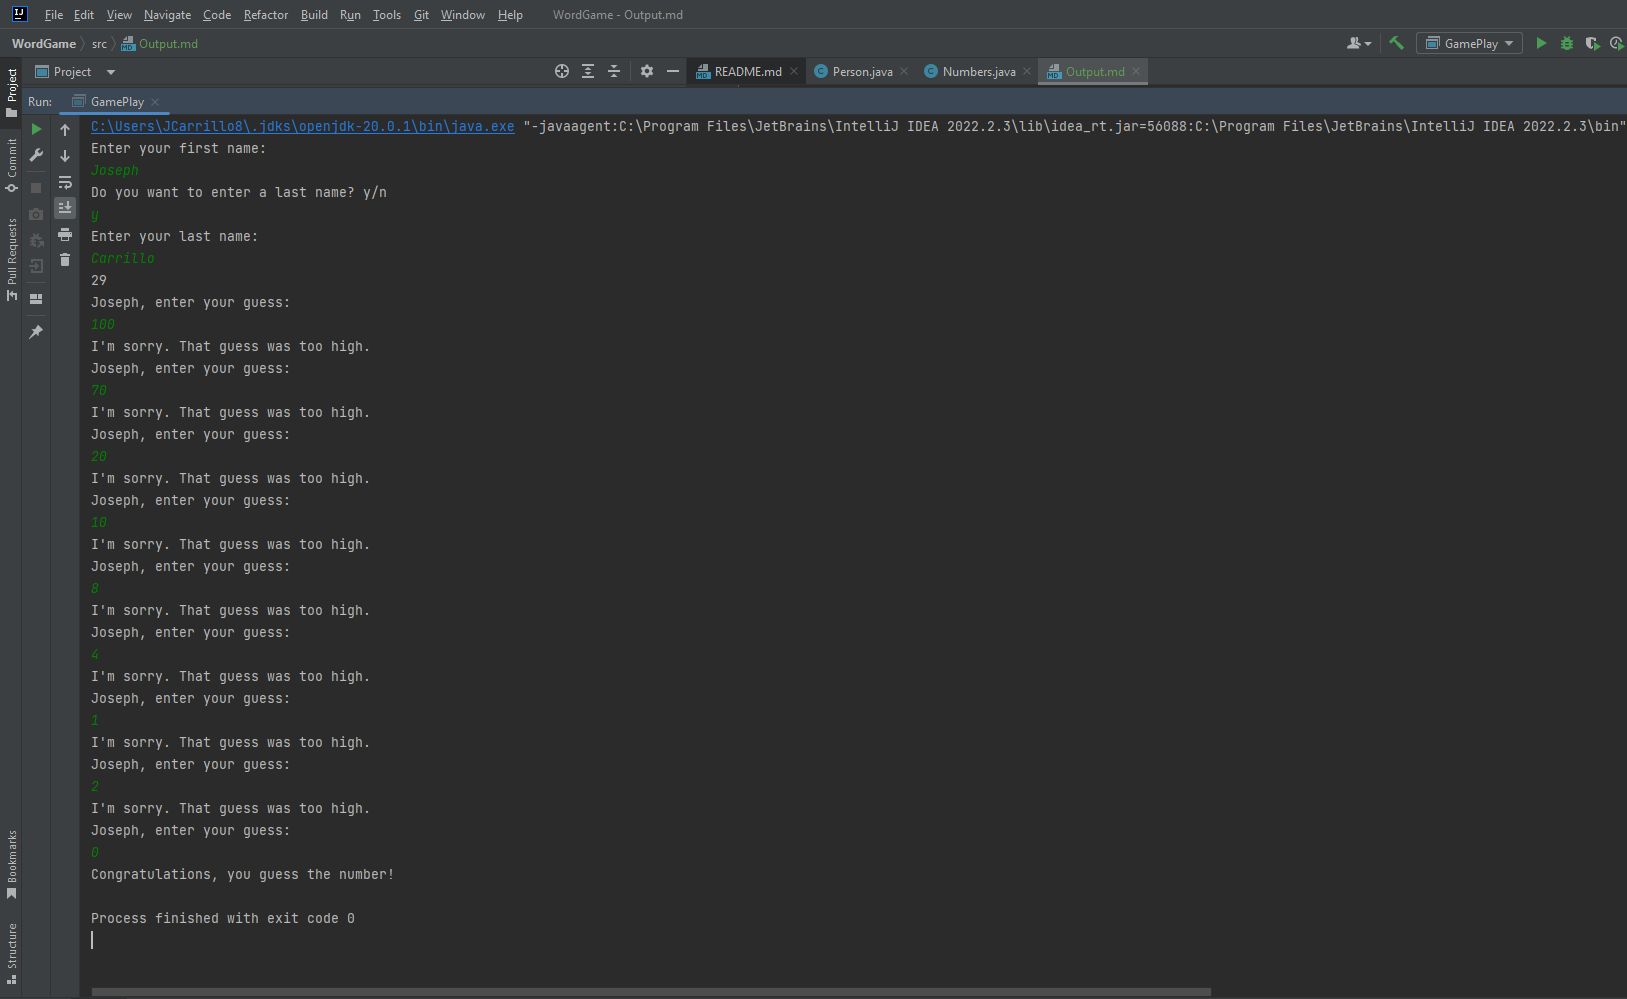 IJ File Edit View Navigate Code Refactor Build Run Tools Git Window Help WordGame - Output.md
WordGame src Output.md GamePlay
Project README.md Person.java Numbers.java Output.md
Run: GamePlay
C:\Users\JCarrillo8\.jdks\openjdk-20.0.1\bin\java.exe "-javaagent:C:\Program Files\JetBrains\IntelliJ IDEA 2022.2.3\lib\idea_rt.jar=56088:C:\Program Files\JetBrains\IntelliJ IDEA 2022.2.3\bin"
Enter your first name:
Joseph
Do you want to enter a last name? y/n
y
Enter your last name:
Carrillo
29
Joseph, enter your guess:
100
I'm sorry. That guess was too high.
Joseph, enter your guess:
70
I'm sorry. That guess was too high.
Joseph, enter your guess:
20
I'm sorry. That guess was too high.
Joseph, enter your guess:
10
I'm sorry. That guess was too high.
Joseph, enter your guess:
8
I'm sorry. That guess was too high.
Joseph, enter your guess:
4
I'm sorry. That guess was too high.
Joseph, enter your guess:
1
I'm sorry. That guess was too high.
Joseph, enter your guess:
2
I'm sorry. That guess was too high.
Joseph, enter your guess:
0
Congratulations, you guess the number!
Process finished with exit code 0
Project
Commit
Pull Requests
Bookmarks
Structure